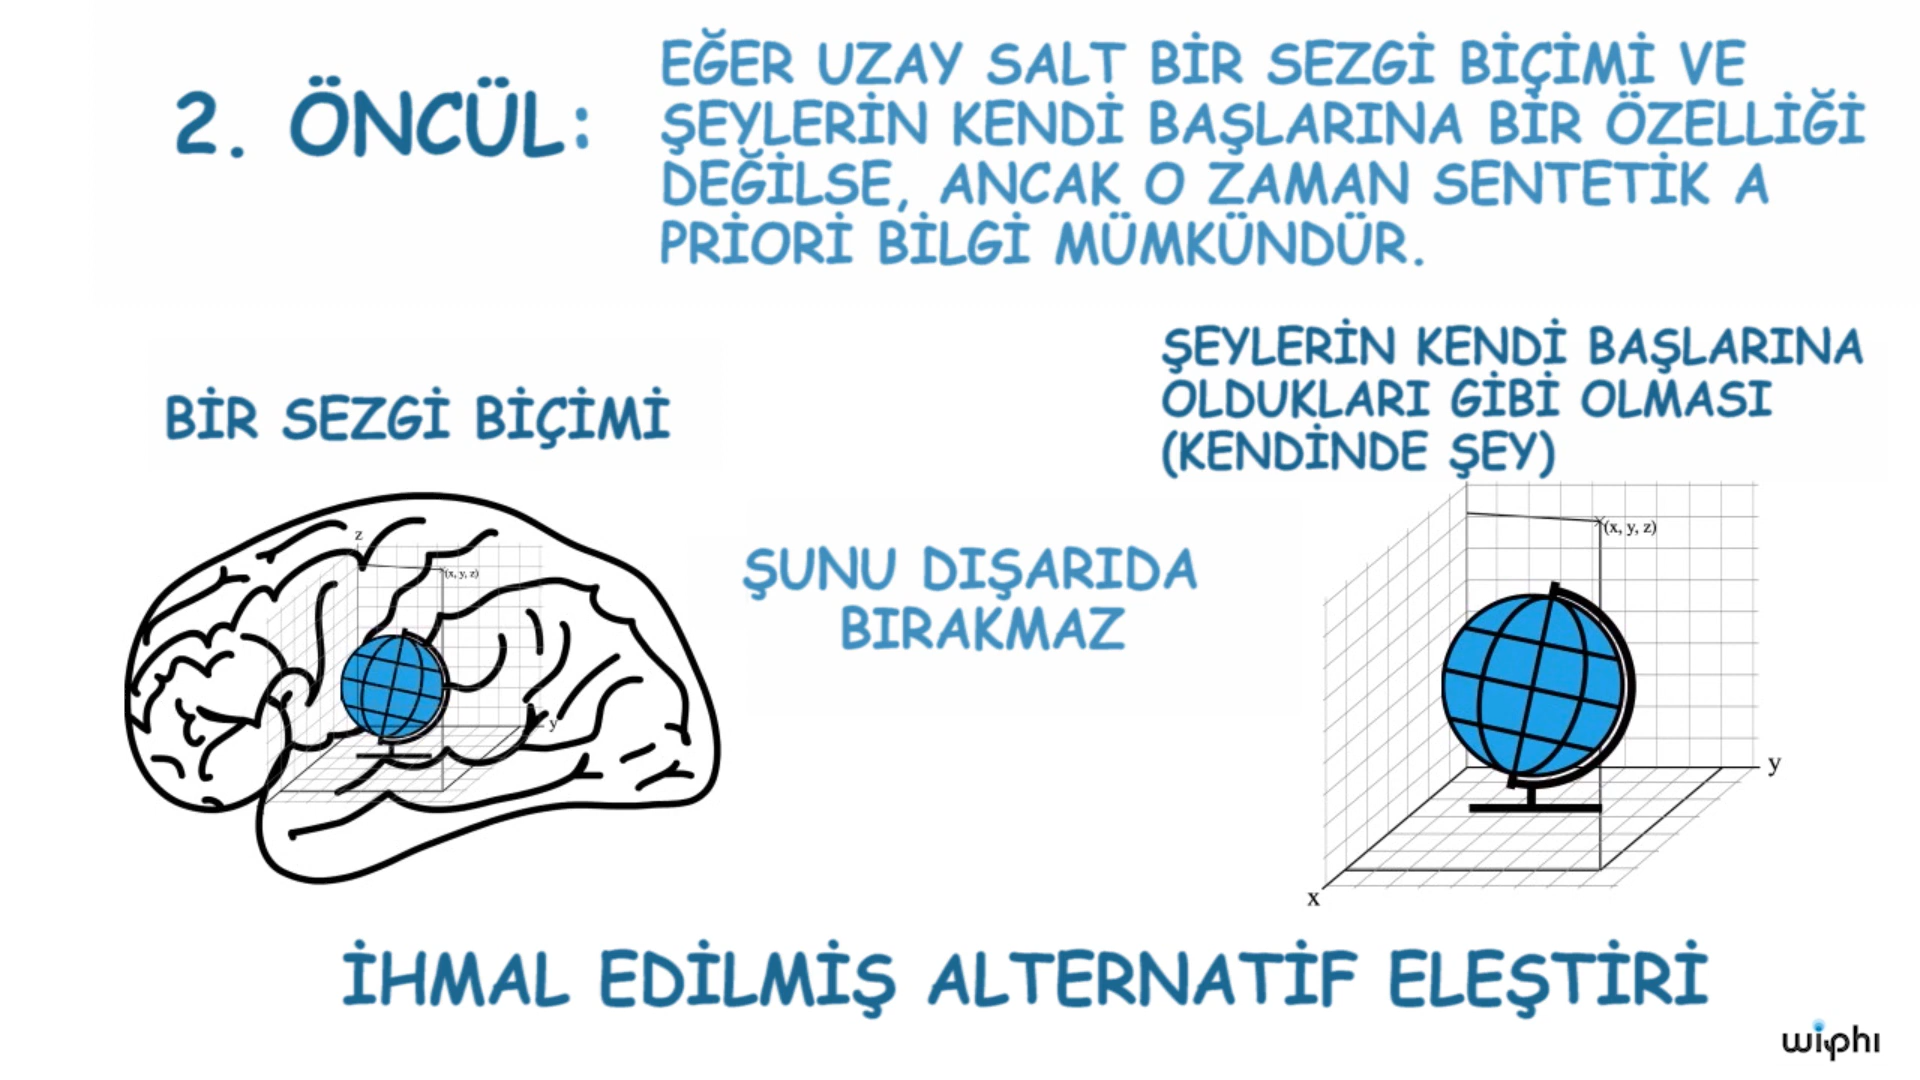 2. ÖNCÜL:
EĞER UZAY SALT BİR SEZGİ BİÇİMİ VE
ŞEYLERİN KENDİ BAŞLARINA BİR ÖZELLİĞİ
DEĞİLSE, ANCAK O ZAMAN SENTETİK A
PRİORİ BİLGİ MÜMKÜNDÜR.
BİR SEZGİ BİÇİMİ
z
(x, y, z)
y
ŞUNU DIŞARIDA
BIRAKMAZ
ŞEYLERİN KENDİ BAŞLARINA
OLDUKLARI GİBİ OLMASI
(KENDİNDE ŞEY)
(x, y, z)
y
x
İHMAL EDİLMİŞ ALTERNATİF ELEŞTİRİ
wiphi